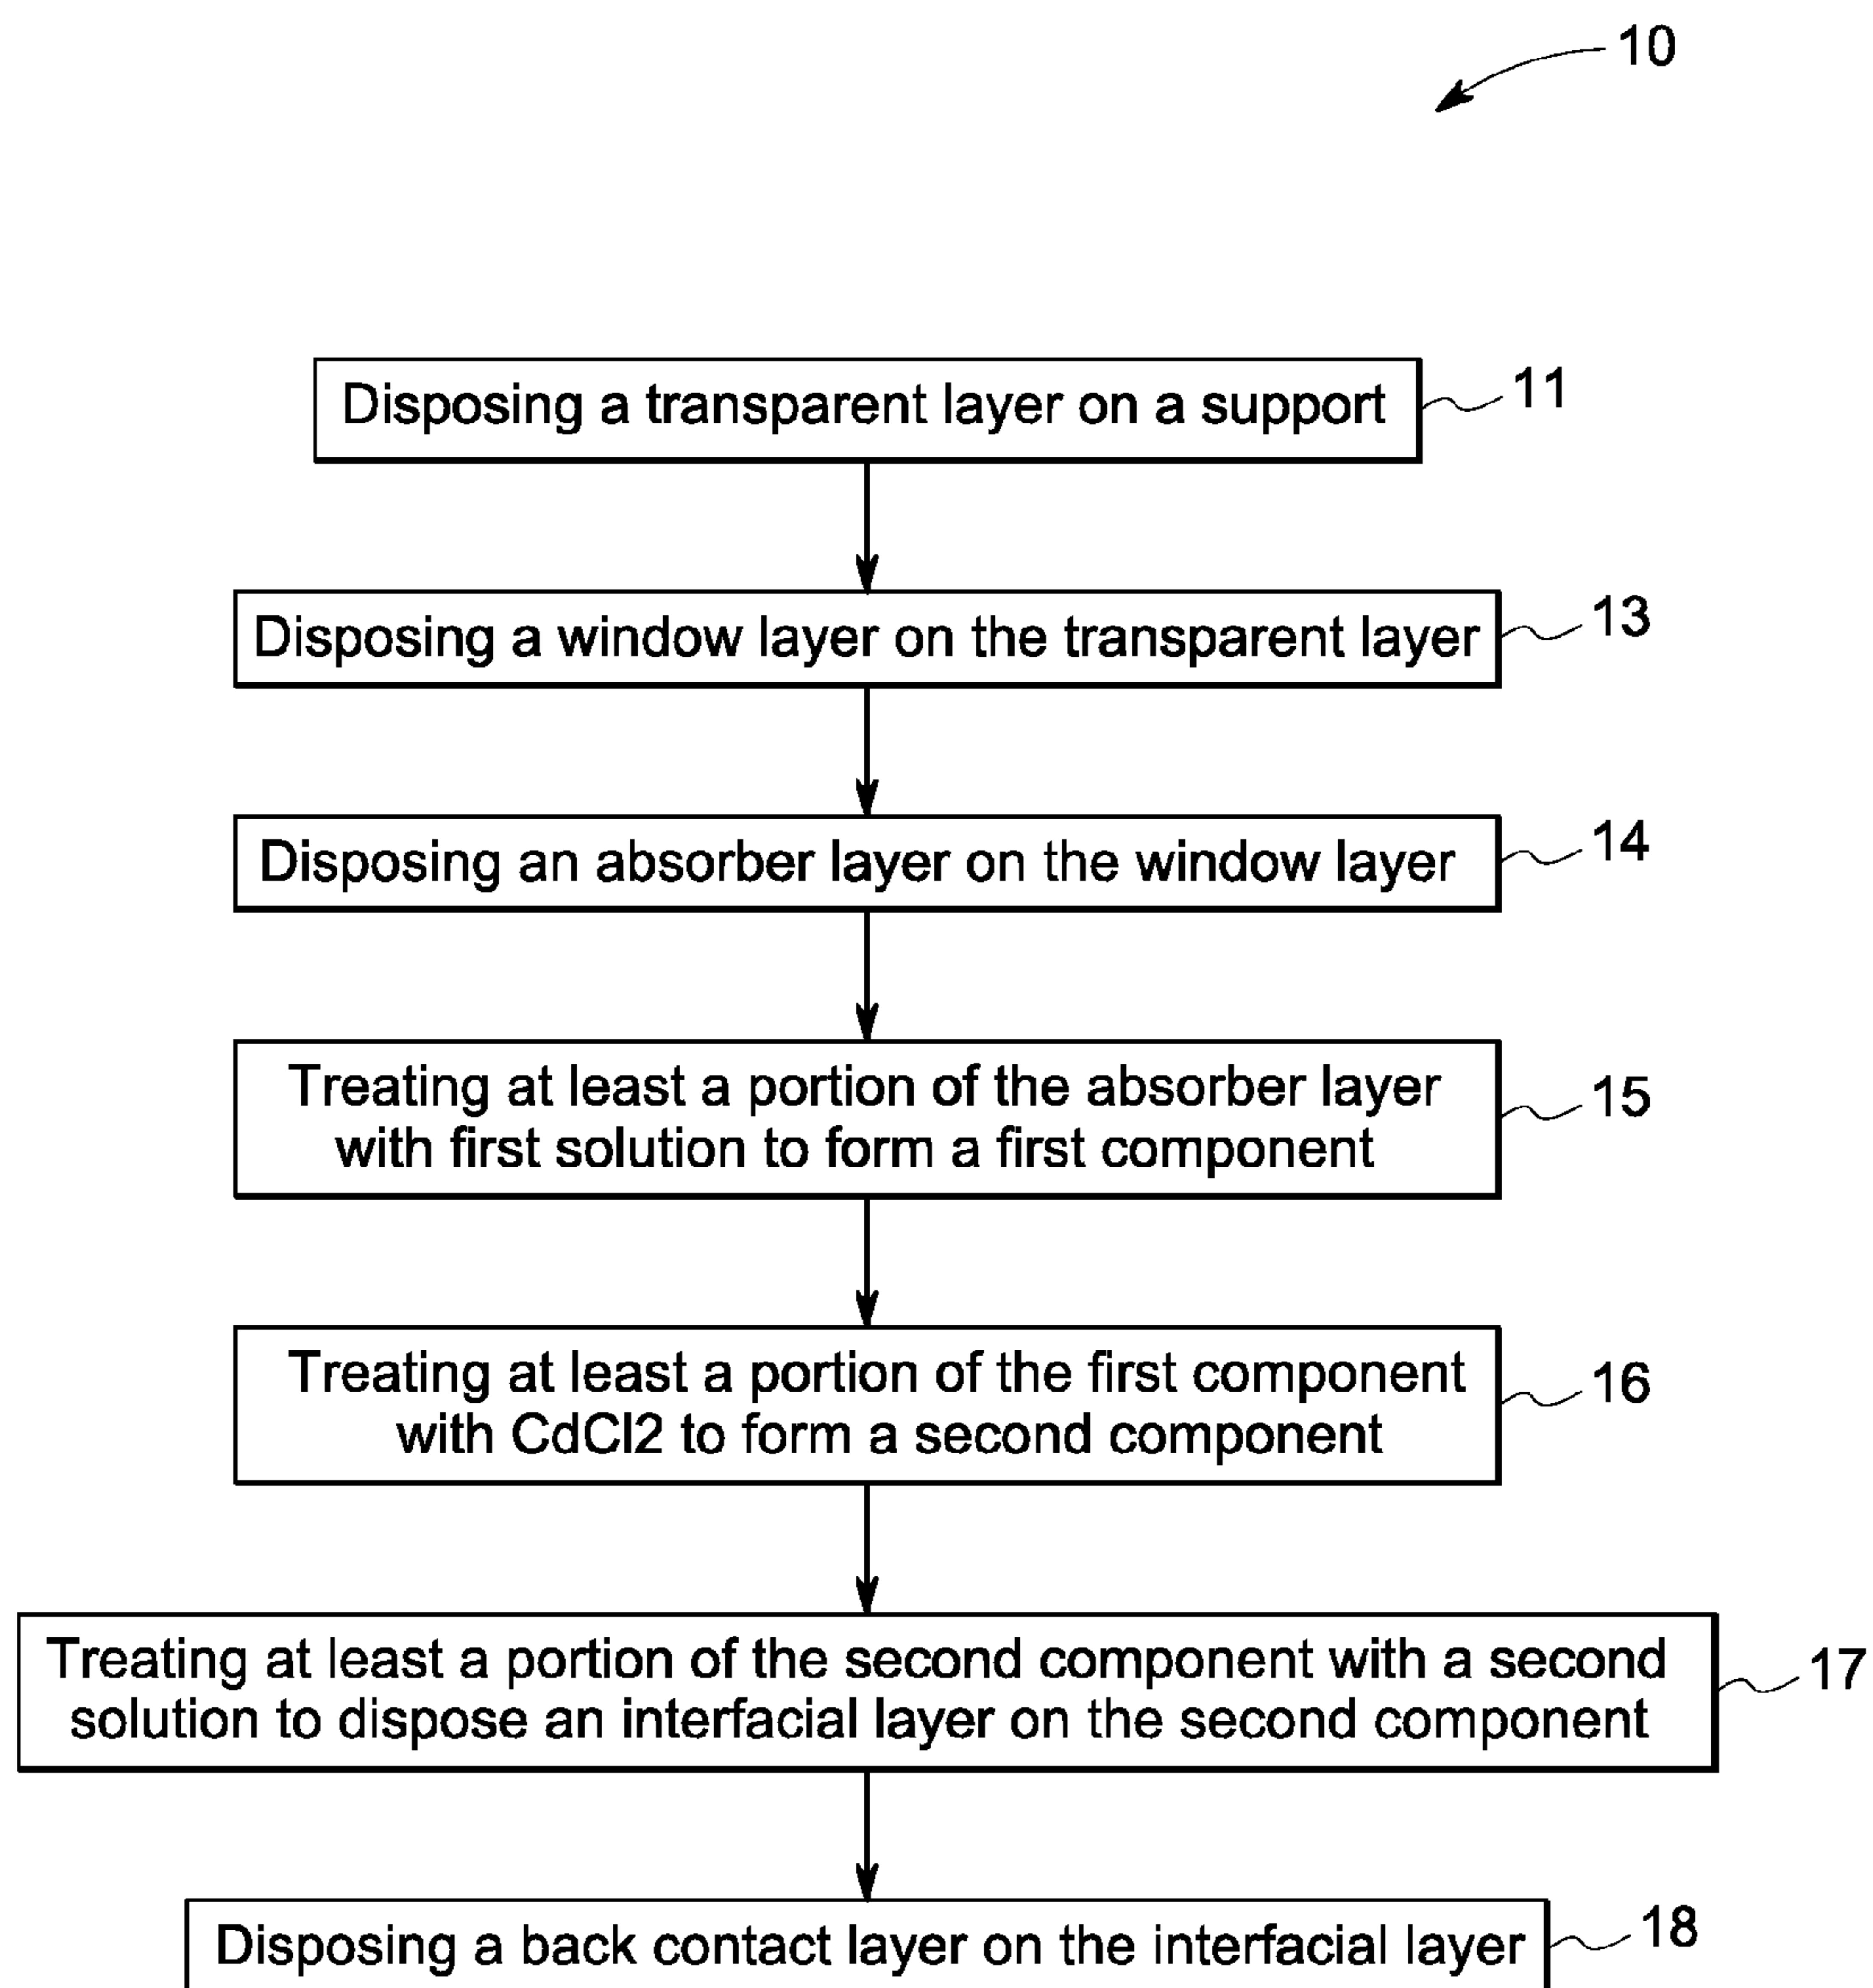 10
Disposing a transparent layer on a support
11
Disposing a window layer on the transparent layer
13
Disposing an absorber layer on the window layer
14
Treating at least a portion of the absorber layer
with first solution to form a first component
15
Treating at least a portion of the first component
with CdCl2 to form a second component
16
Treating at least a portion of the second component with a second
solution to dispose an interfacial layer on the second component
17
Disposing a back contact layer on the interfacial layer
18